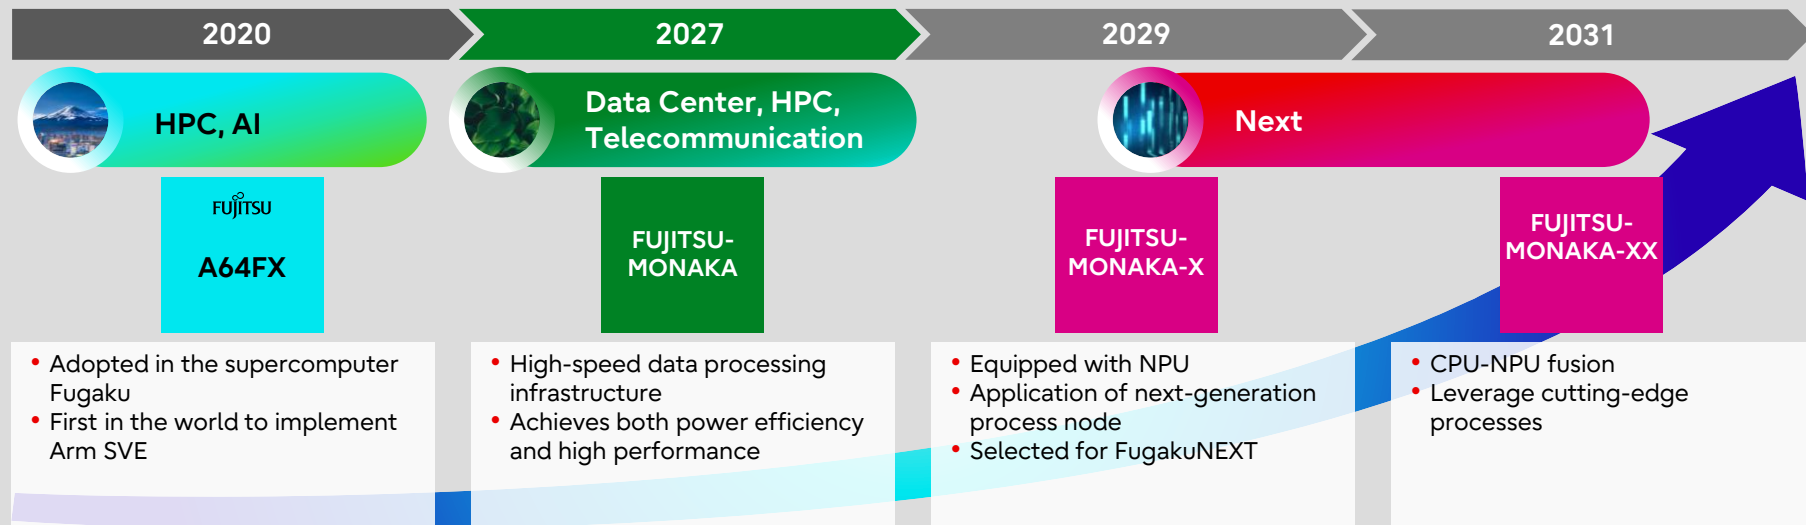 2020
2027
2029
2031
HPC, AI
Data Center, HPC,
Telecommunication
Next
FUJITSU
A64FX
FUJITSU-
MONAKA
FUJITSU-
MONAKA-X
FUJITSU-
MONAKA-XX
• Adopted in the supercomputer
Fugaku
• First in the world to implement
Arm SVE
• High-speed data processing
infrastructure
• Achieves both power efficiency
and high performance
• Equipped with NPU
• Application of next-generation
process node
• Selected for FugakuNEXT
• CPU-NPU fusion
• Leverage cutting-edge
processes